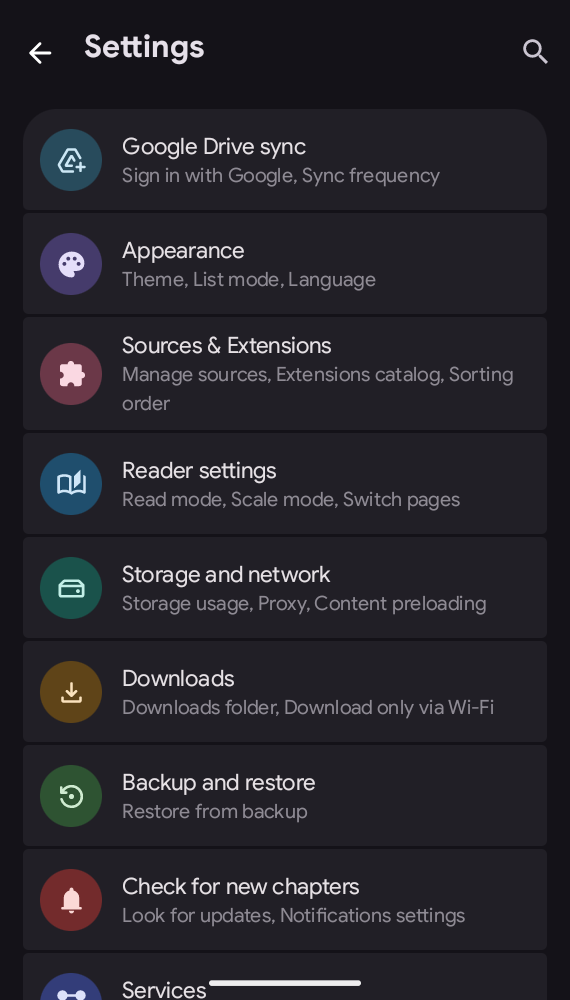 Settings
Google Drive sync
Sign in with Google, Sync frequency
Appearance
Theme, List mode, Language
Sources & Extensions
Manage sources, Extensions catalog, Sorting
order
Reader settings
Read mode, Scale mode, Switch pages
Storage and network
Storage usage, Proxy, Content preloading
Downloads
Downloads folder, Download only via Wi-Fi
Backup and restore
Restore from backup
Check for new chapters
Look for updates, Notifications settings
Services